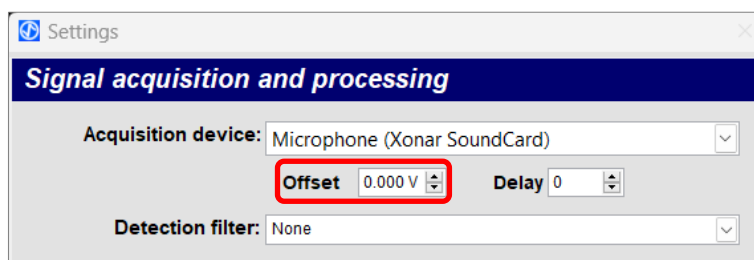 Settings
Signal acquisition and processing
Acquisition device: Microphone (Xonar SoundCard)
Offset 0.000 V Delay 0
Detection filter: None